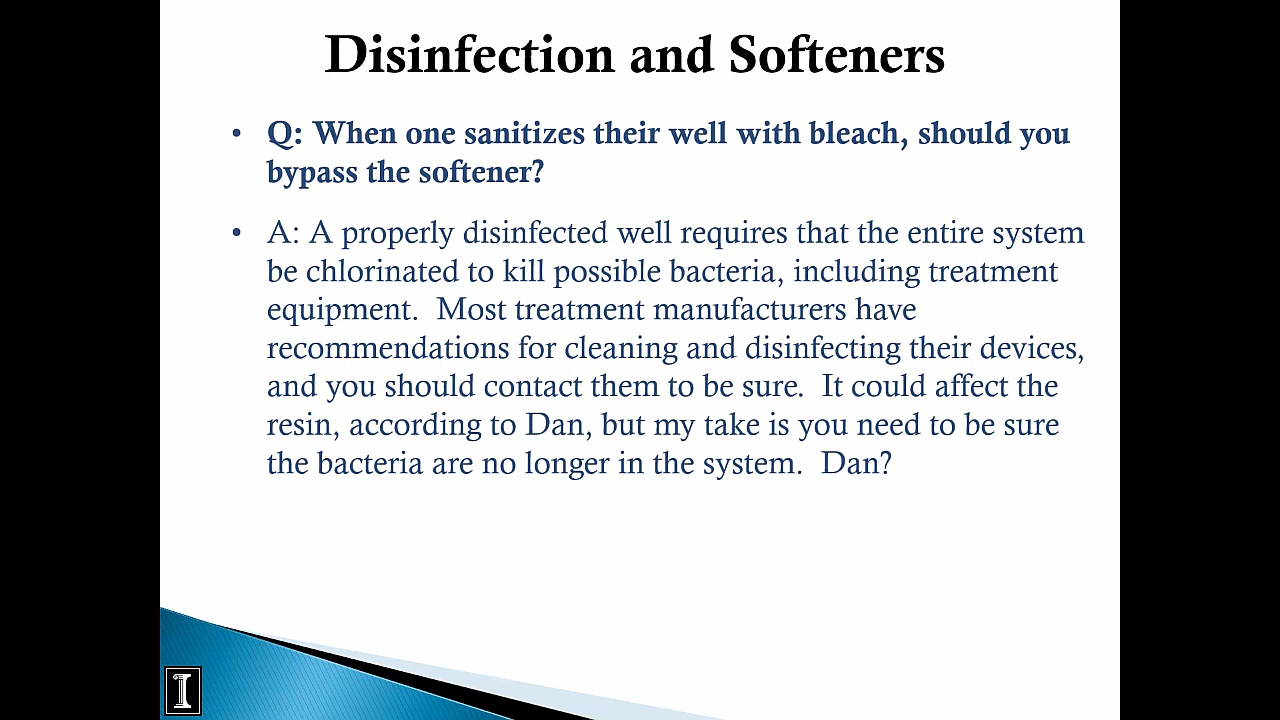 Disinfection and Softeners
• Q: When one sanitizes their well with bleach, should you
bypass the softener?
• A: A properly disinfected well requires that the entire system
be chlorinated to kill possible bacteria, including treatment
equipment.  Most treatment manufacturers have
recommendations for cleaning and disinfecting their devices,
and you should contact them to be sure.  It could affect the
resin, according to Dan, but my take is you need to be sure
the bacteria are no longer in the system.  Dan?
I